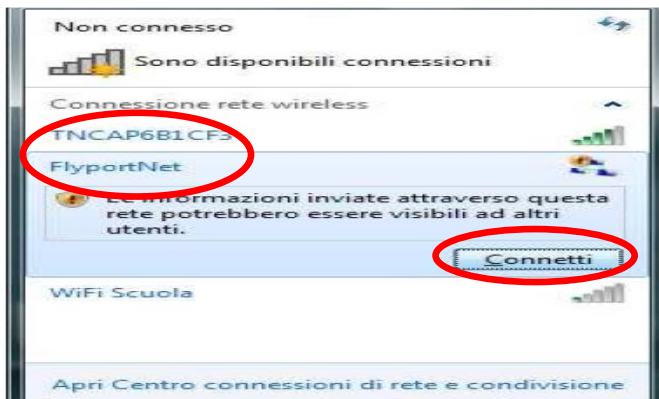 Non connesso
Sono disponibili connessioni
Connessione rete wireless
TNCAP6B1CF3
FlyportNet
Le informazioni inviate attraverso questa
rete potrebbero essere visibili ad altri
utenti.
Connetti
WiFi Scuola
Apri Centro connessioni di rete e condivisione